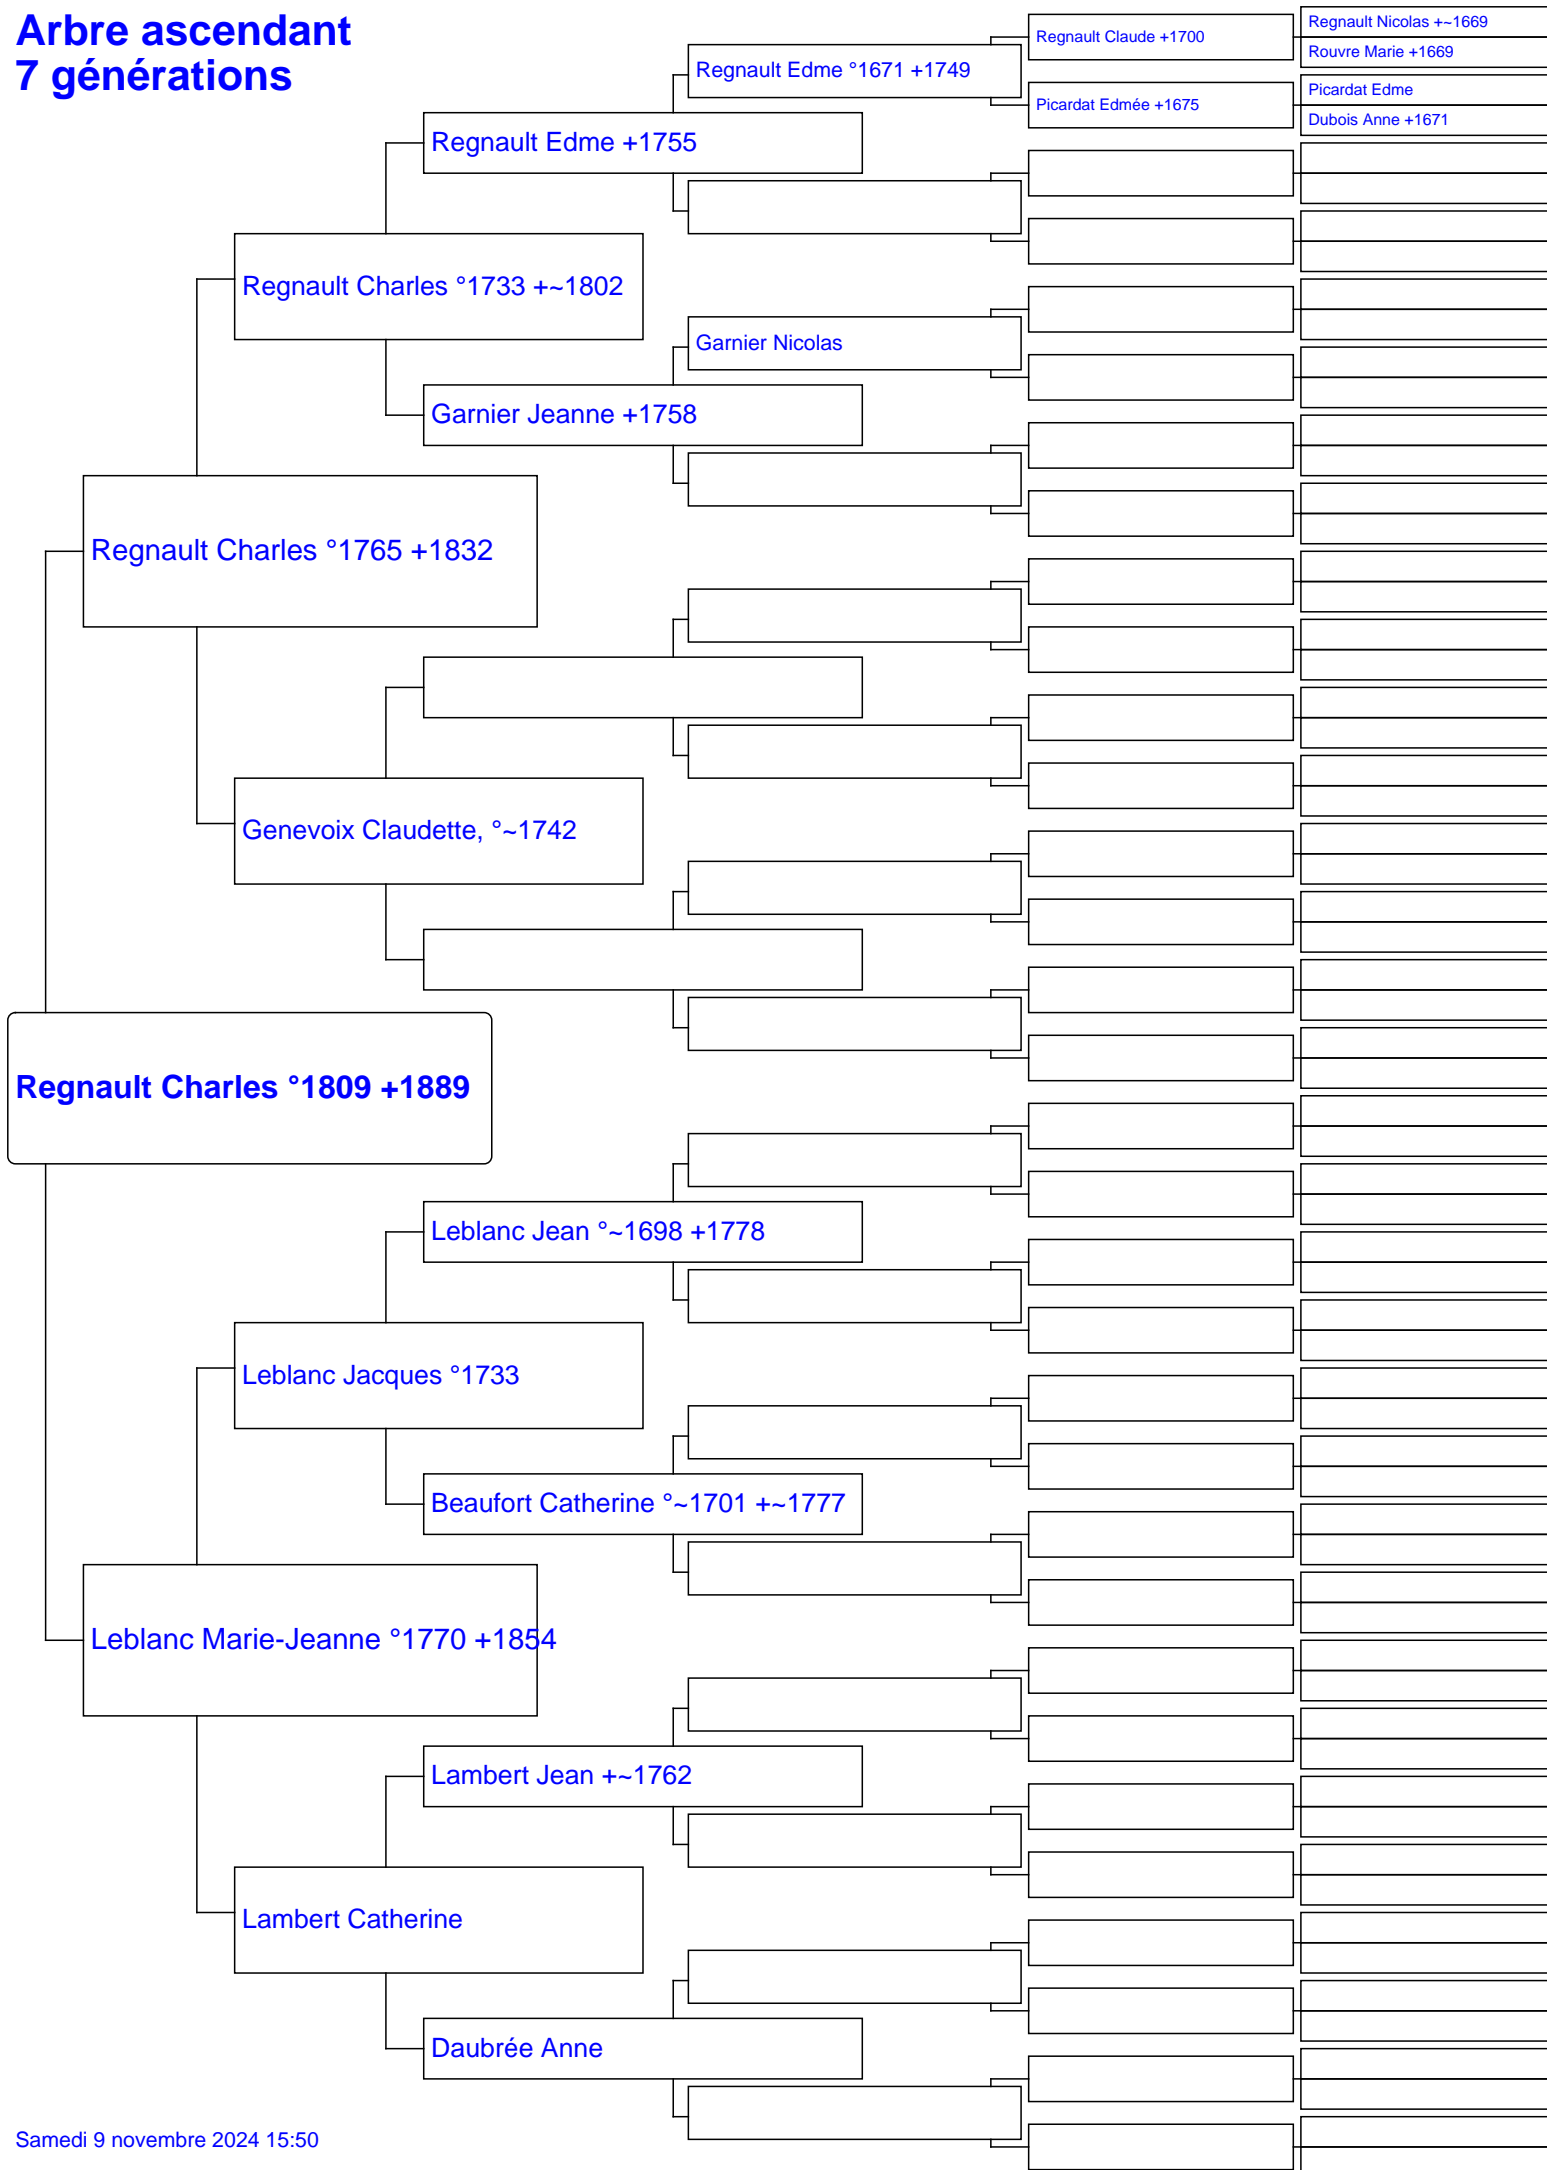 Arbre ascendant
7 générations
Regnault Nicolas +~1669
Regnault Claude +1700
Rouvre Marie +1669
Regnault Edme °1671 +1749
Picardat Edme
Picardat Edmée +1675
Dubois Anne +1671
Regnault Edme +1755
Regnault Charles °1733 +~1802
Garnier Nicolas
Garnier Jeanne +1758
Regnault Charles °1765 +1832
Genevoix Claudette, °~1742
Regnault Charles °1809 +1889
Leblanc Jean °~1698 +1778
Leblanc Jacques °1733
Beaufort Catherine °~1701 +~1777
Leblanc Marie-Jeanne °1770 +1854
Lambert Jean +~1762
Lambert Catherine
Daubrée Anne
Samedi 9 novembre 2024 15:50